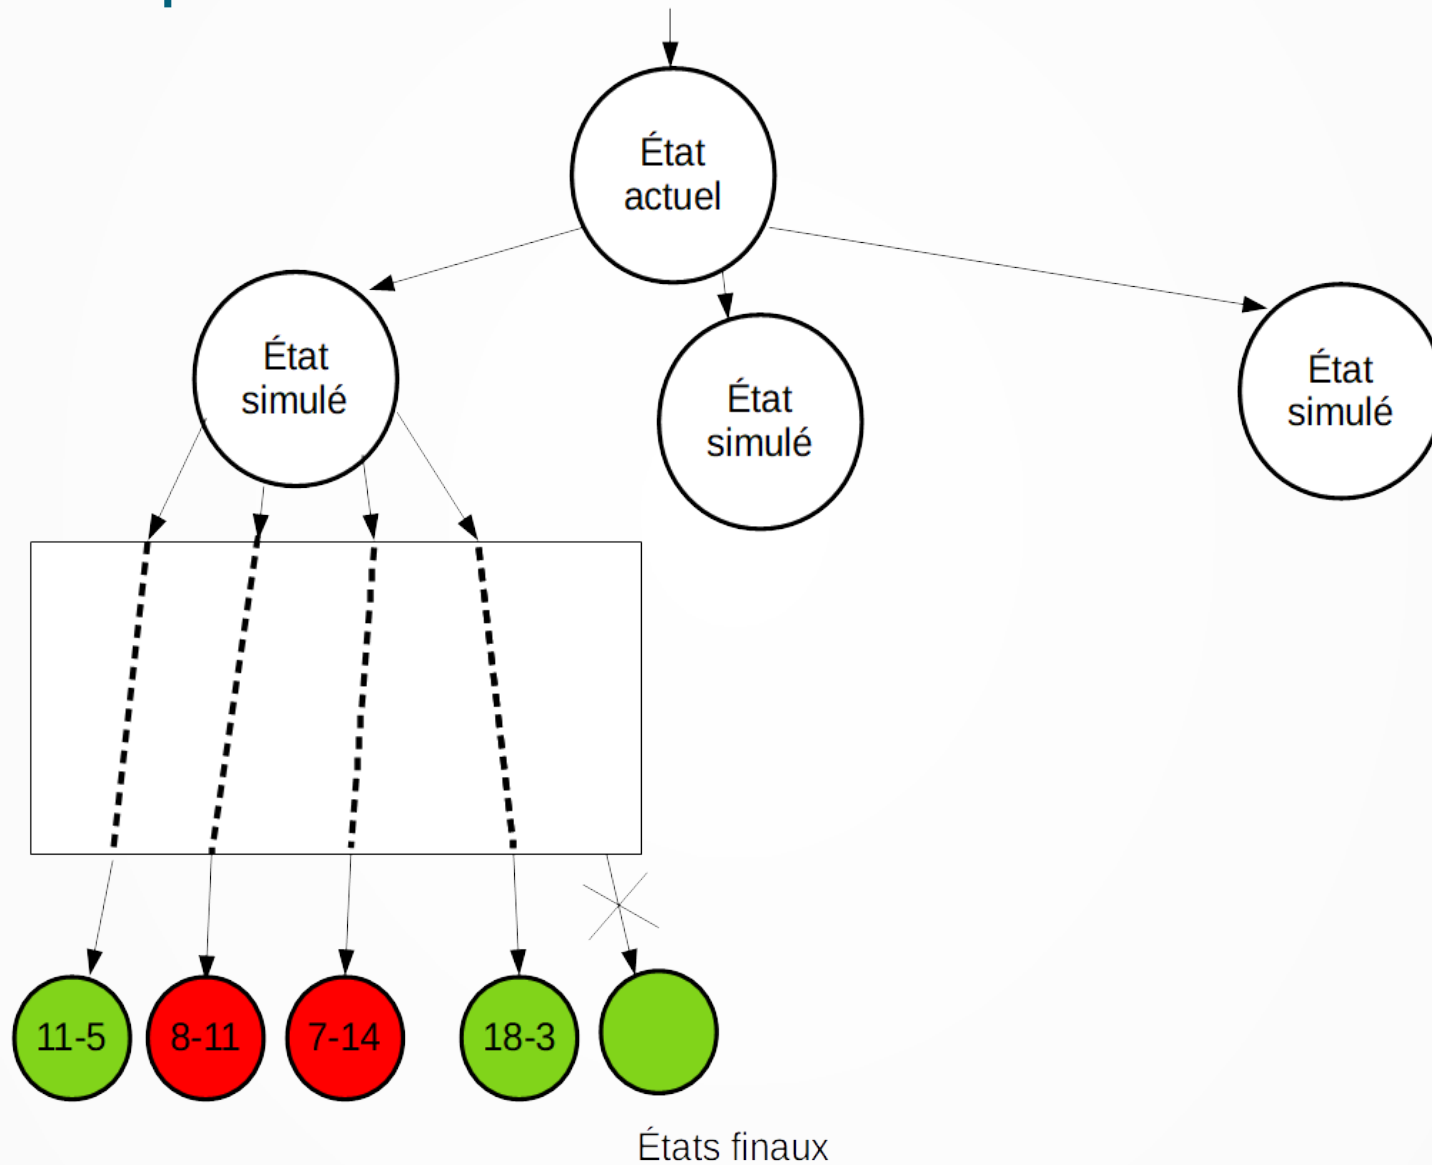 État
actuel
État
simulé
État
simulé
État
simulé
11-5
8-11
7-14
18-3
États finaux